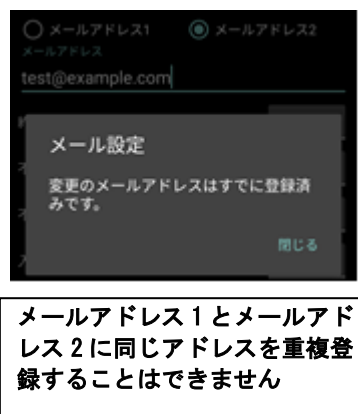 メールアドレス1 メールアドレス2
メールアドレス
test@example.com
メール設定
変更のメールアドレスはすでに登録済
みです。
閉じる
メールアドレス1とメールアド
レス2に同じアドレスを重複登
録することはできません